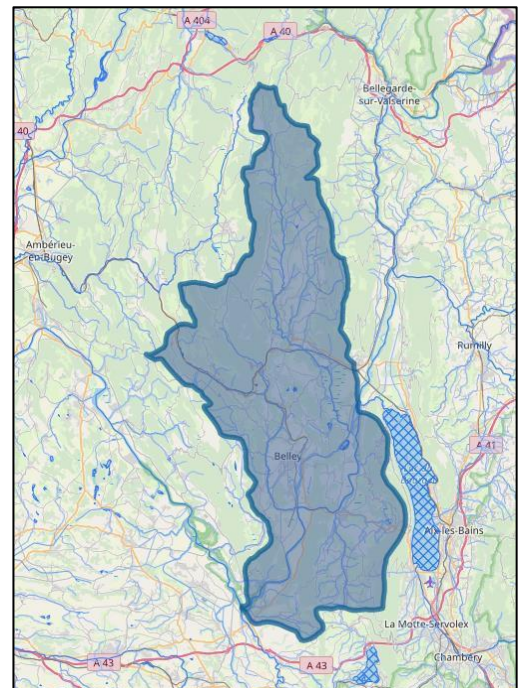 A 404
A 40
Bellegarde-
sur-Valserine
40
Ambérieu-
en-Bugey
Rumilly
A 41
Belley
Aix-les-Bains
La Motte-Servolex
Chambéry
A 43
A 43